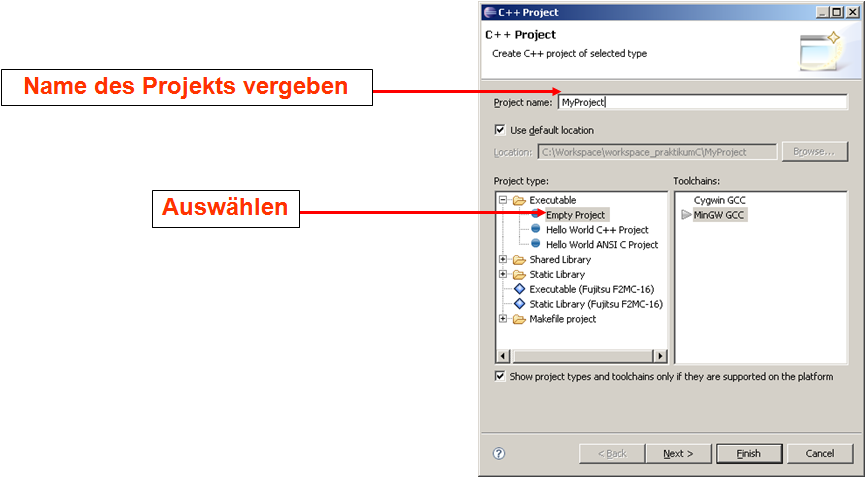 C++ Project
C++ Project
Create C++ project of selected type
Name des Projekts vergeben
Project name: MyProject
Use default location
Location: C:\Workspace\workspace_praktikumC\MyProject Browse...
Project type: Toolchains:
Auswählen
Executable
Empty Project
Hello World C++ Project
Hello World ANSI C Project
Shared Library
Static Library
Executable (Fujitsu F2MC-16)
Static Library (Fujitsu F2MC-16)
Makefile project
Cygwin GCC
MinGW GCC
Show project types and toolchains only if they are supported on the platform
? < Back Next > Finish Cancel